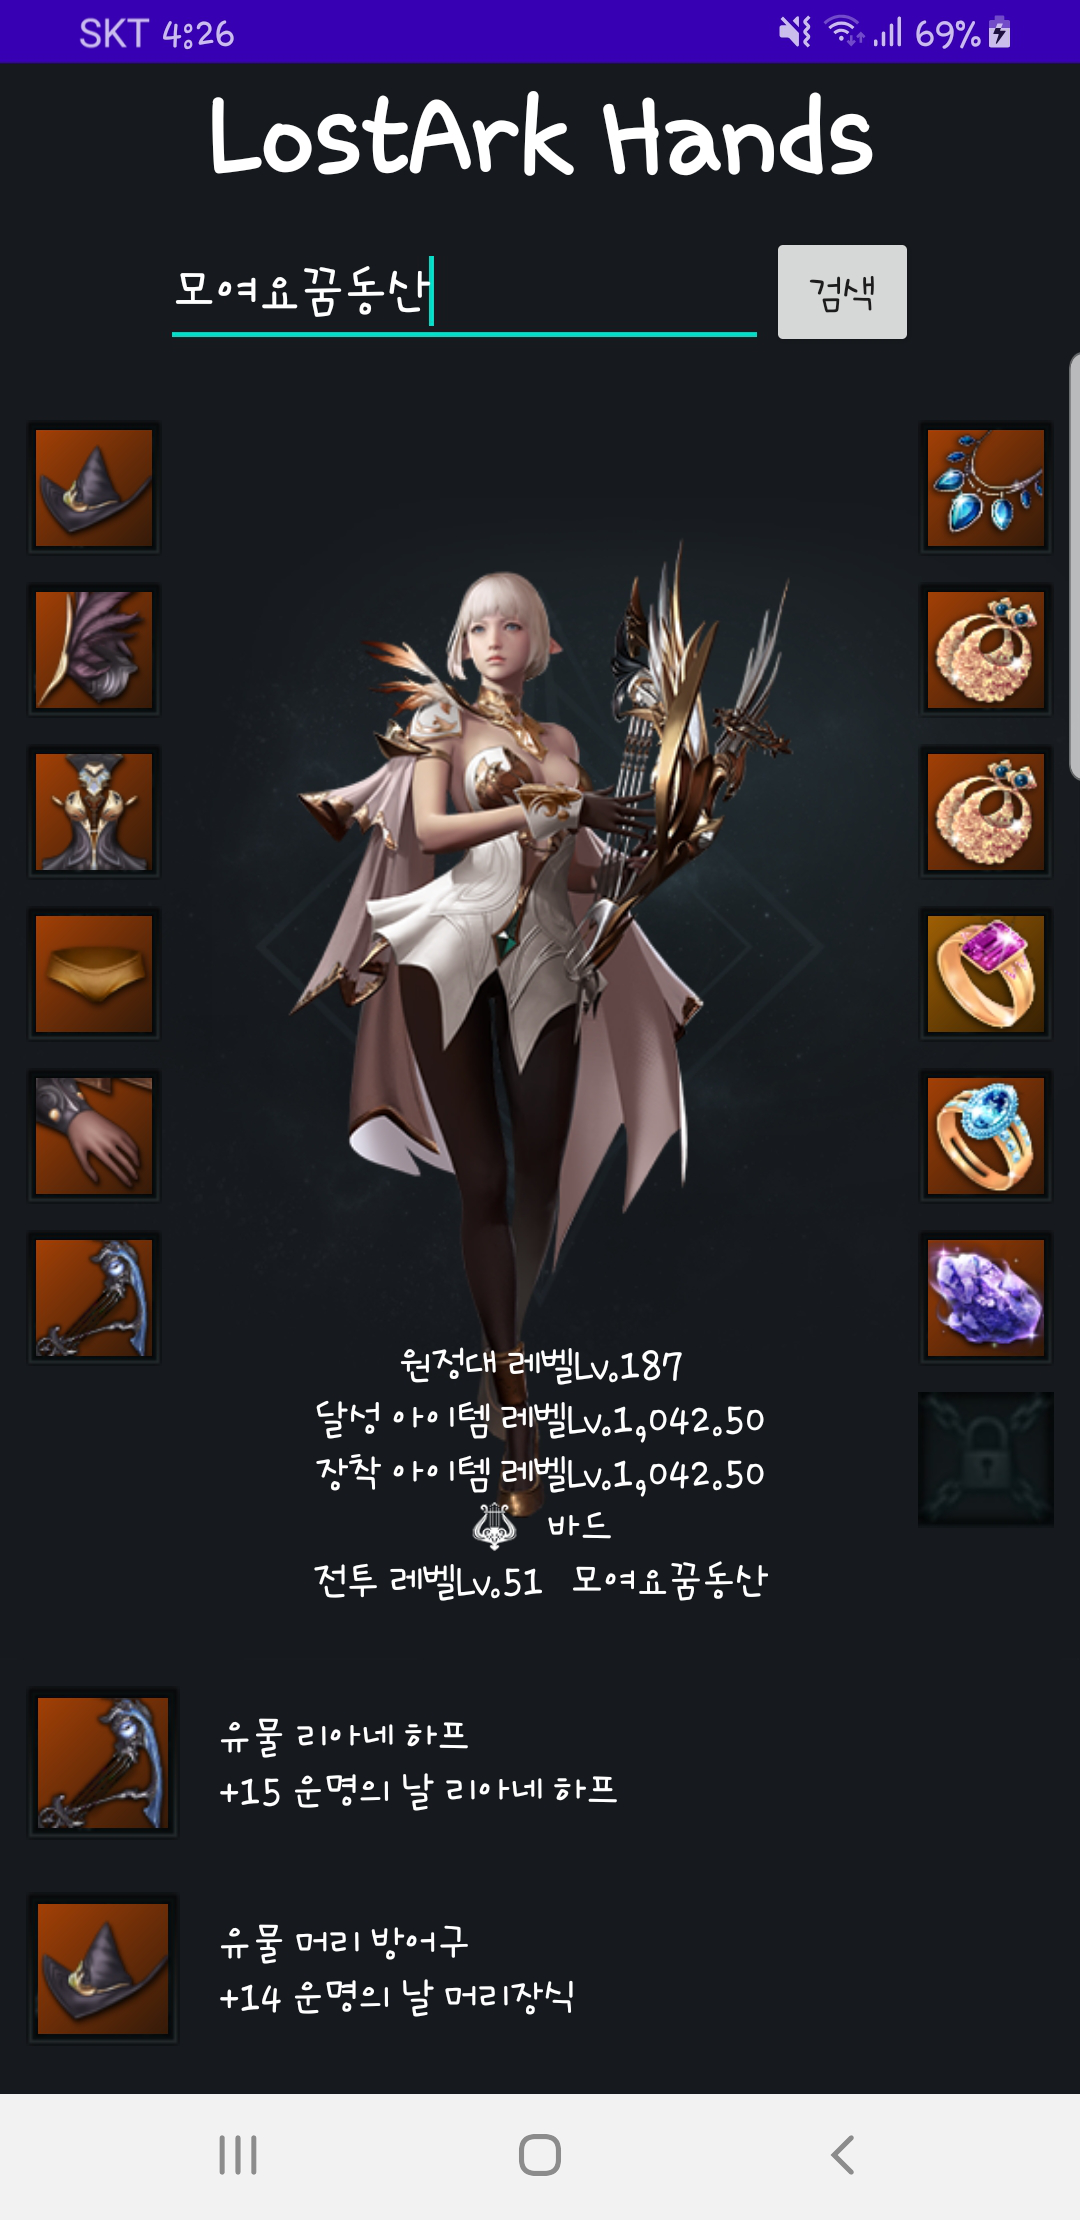 SKT 4:26 69%
LostArk Hands
모여요꿈동산
검색
원정대 레벨Lv.187
달성 아이템 레벨Lv.1,042.50
장착 아이템 레벨Lv.1,042.50
바드
전투 레벨Lv.51 모여요꿈동산
유물 리아네 하프
+15 운명의 날 리아네 하프
유물 머리 방어구
+14 운명의 날 머리장식